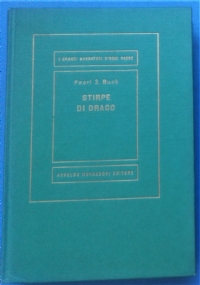 I GRANDI NARRATORI D'OGNI PAESE
Pearl S. Buck
STIRPE
DI DRAGO
ARNOLDO MONDADORI EDITORE